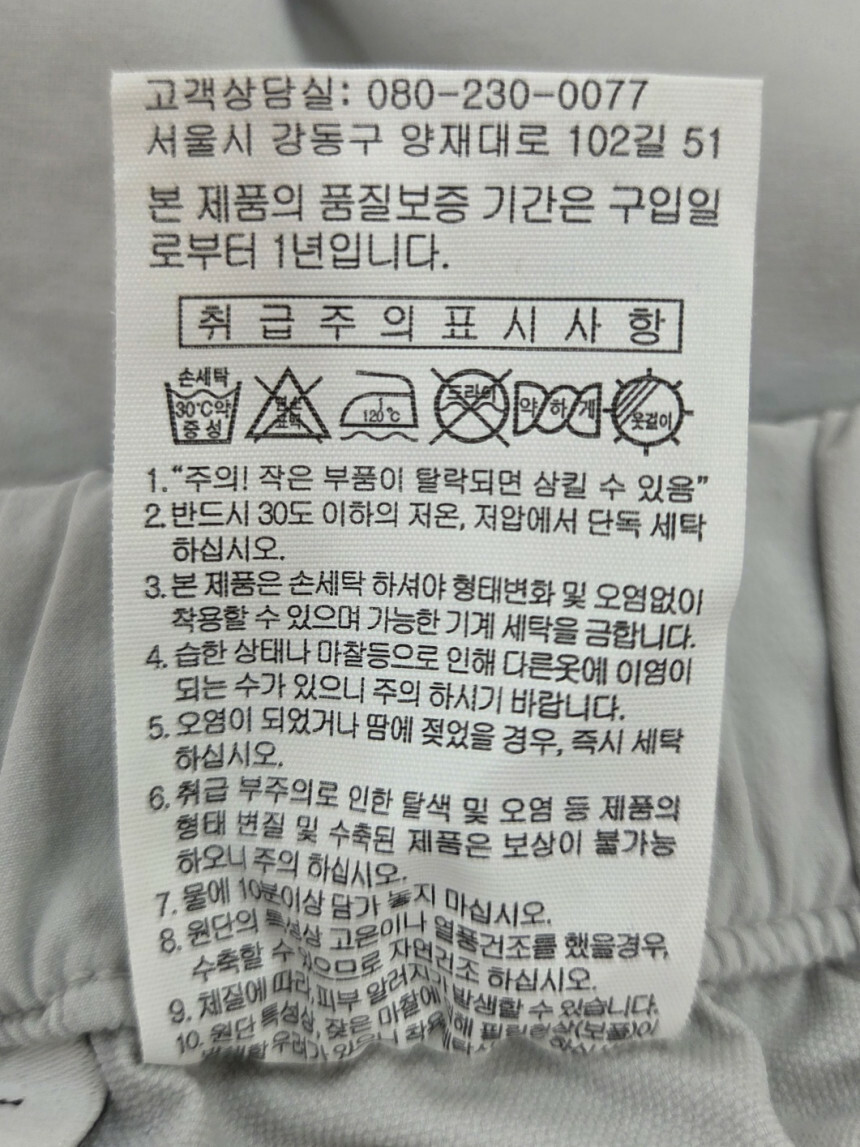 고객상담실: 080-230-0077
서울시 강동구 양재대로 102길 51
본 제품의 품질보증 기간은 구입일
로부터 1년입니다.
취급주의표시사항
손세탁
30℃약
중성
염소
표백
120℃
드라이
약하게
옷걸이
1."주의! 작은 부품이 탈락되면 삼킬 수 있음"
2.반드시 30도 이하의 저온, 저압에서 단독 세탁
하십시오.
3.본 제품은 손세탁 하셔야 형태변화 및 오염없이
착용할 수 있으며 가능한 기계 세탁을 금합니다.
4. 습한 상태나 마찰등으로 인해 다른옷에 이염이
되는 수가 있으니 주의 하시기 바랍니다.
5. 오염이 되었거나 땀에 젖었을 경우, 즉시 세탁
하십시오.
6. 취급 부주의로 인한 탈색 및 오염 등 제품의
형태 변질 및 수축된 제품은 보상이 불가능
하오니 주의 하십시오.
7. 물에 10분이상 담가 놓지 마십시오.
8. 원단의 특성상 고온이나 열풍건조를 했을경우,
수축할 수 있으므로 자연건조 하십시오.
9. 체질에 따라, 피부 알러지가 발생할 수 있습니다.
10. 원단 특성상, 잦은 마찰에 의해 필링현상(보풀)이